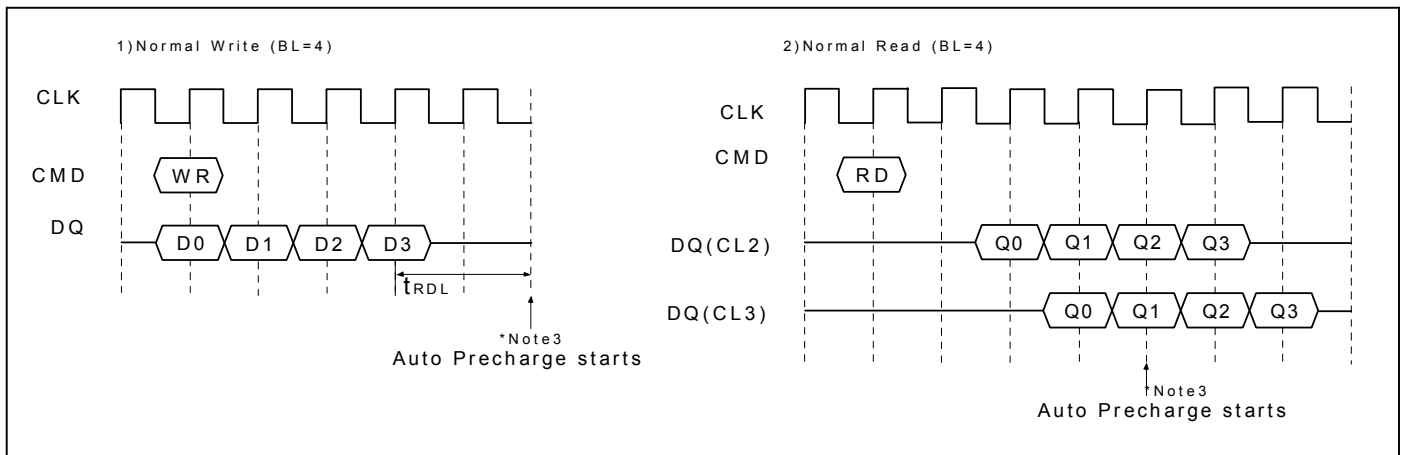 1)Normal Write (BL=4)
CLK
CMD
WR
DQ
D0 D1 D2 D3
tRDL
*Note3
Auto Precharge starts
2)Normal Read (BL=4)
CLK
CMD
RD
DQ(CL2)
Q0 Q1 Q2 Q3
DQ(CL3)
Q0 Q1 Q2 Q3
*Note3
Auto Precharge starts